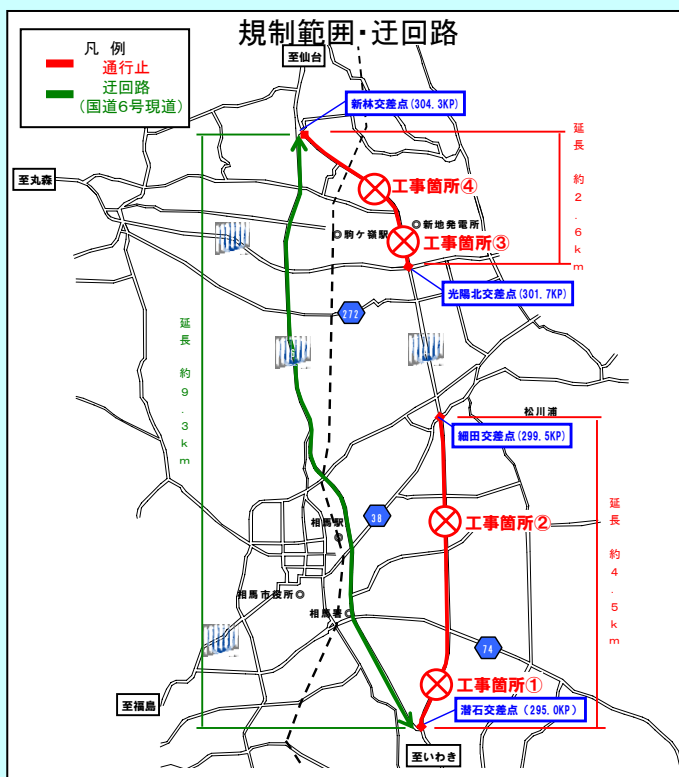 規制範囲・迂回路
凡 例
通行止
迂回路
(国道6号現道)
至仙台
新林交差点(304.3KP)
延長 約2.6km
至丸森
工事箇所④
◎新地発電所
◎駒ケ嶺駅
工事箇所③
光陽北交差点(301.7KP)
272
延長 約9.3km
松川浦
細田交差点(299.5KP)
38
相馬駅
◎
工事箇所②
延長 約4.5km
相馬市役所◎
相馬署◎
74
工事箇所①
至福島
潜石交差点(295.0KP)
至いわき